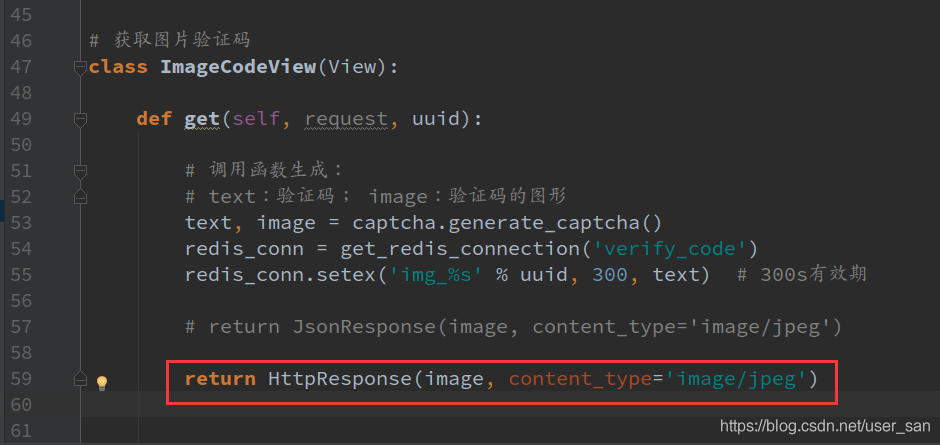 45
46 # 获取图片验证码
47 class ImageCodeView(View):
48
49 def get(self, request, uuid):
50
51 # 调用函数生成：
52 # text：验证码； image：验证码的图形
53 text, image = captcha.generate_captcha()
54 redis_conn = get_redis_connection('verify_code')
55 redis_conn.setex('img_%s' % uuid, 300, text)  # 300s有效期
56
57 # return JsonResponse(image, content_type='image/jpeg')
58
59 return HttpResponse(image, content_type='image/jpeg')
60
61
https://blog.csdn.net/user_san